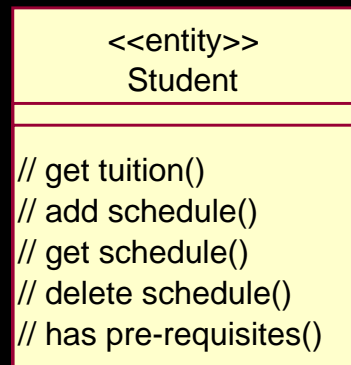 <<entity>>
Student
// get tuition()
// add schedule()
// get schedule()
// delete schedule()
// has pre-requisites()